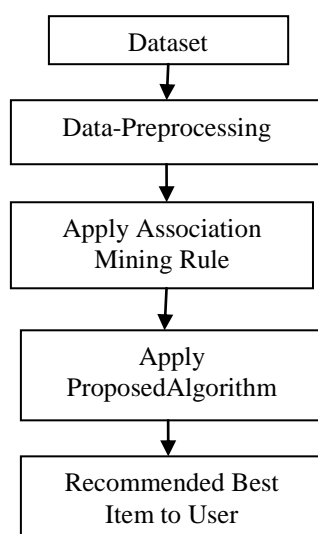 Dataset
Data-Preprocessing
Apply Association
Mining Rule
Apply
ProposedAlgorithm
Recommended Best
Item to User